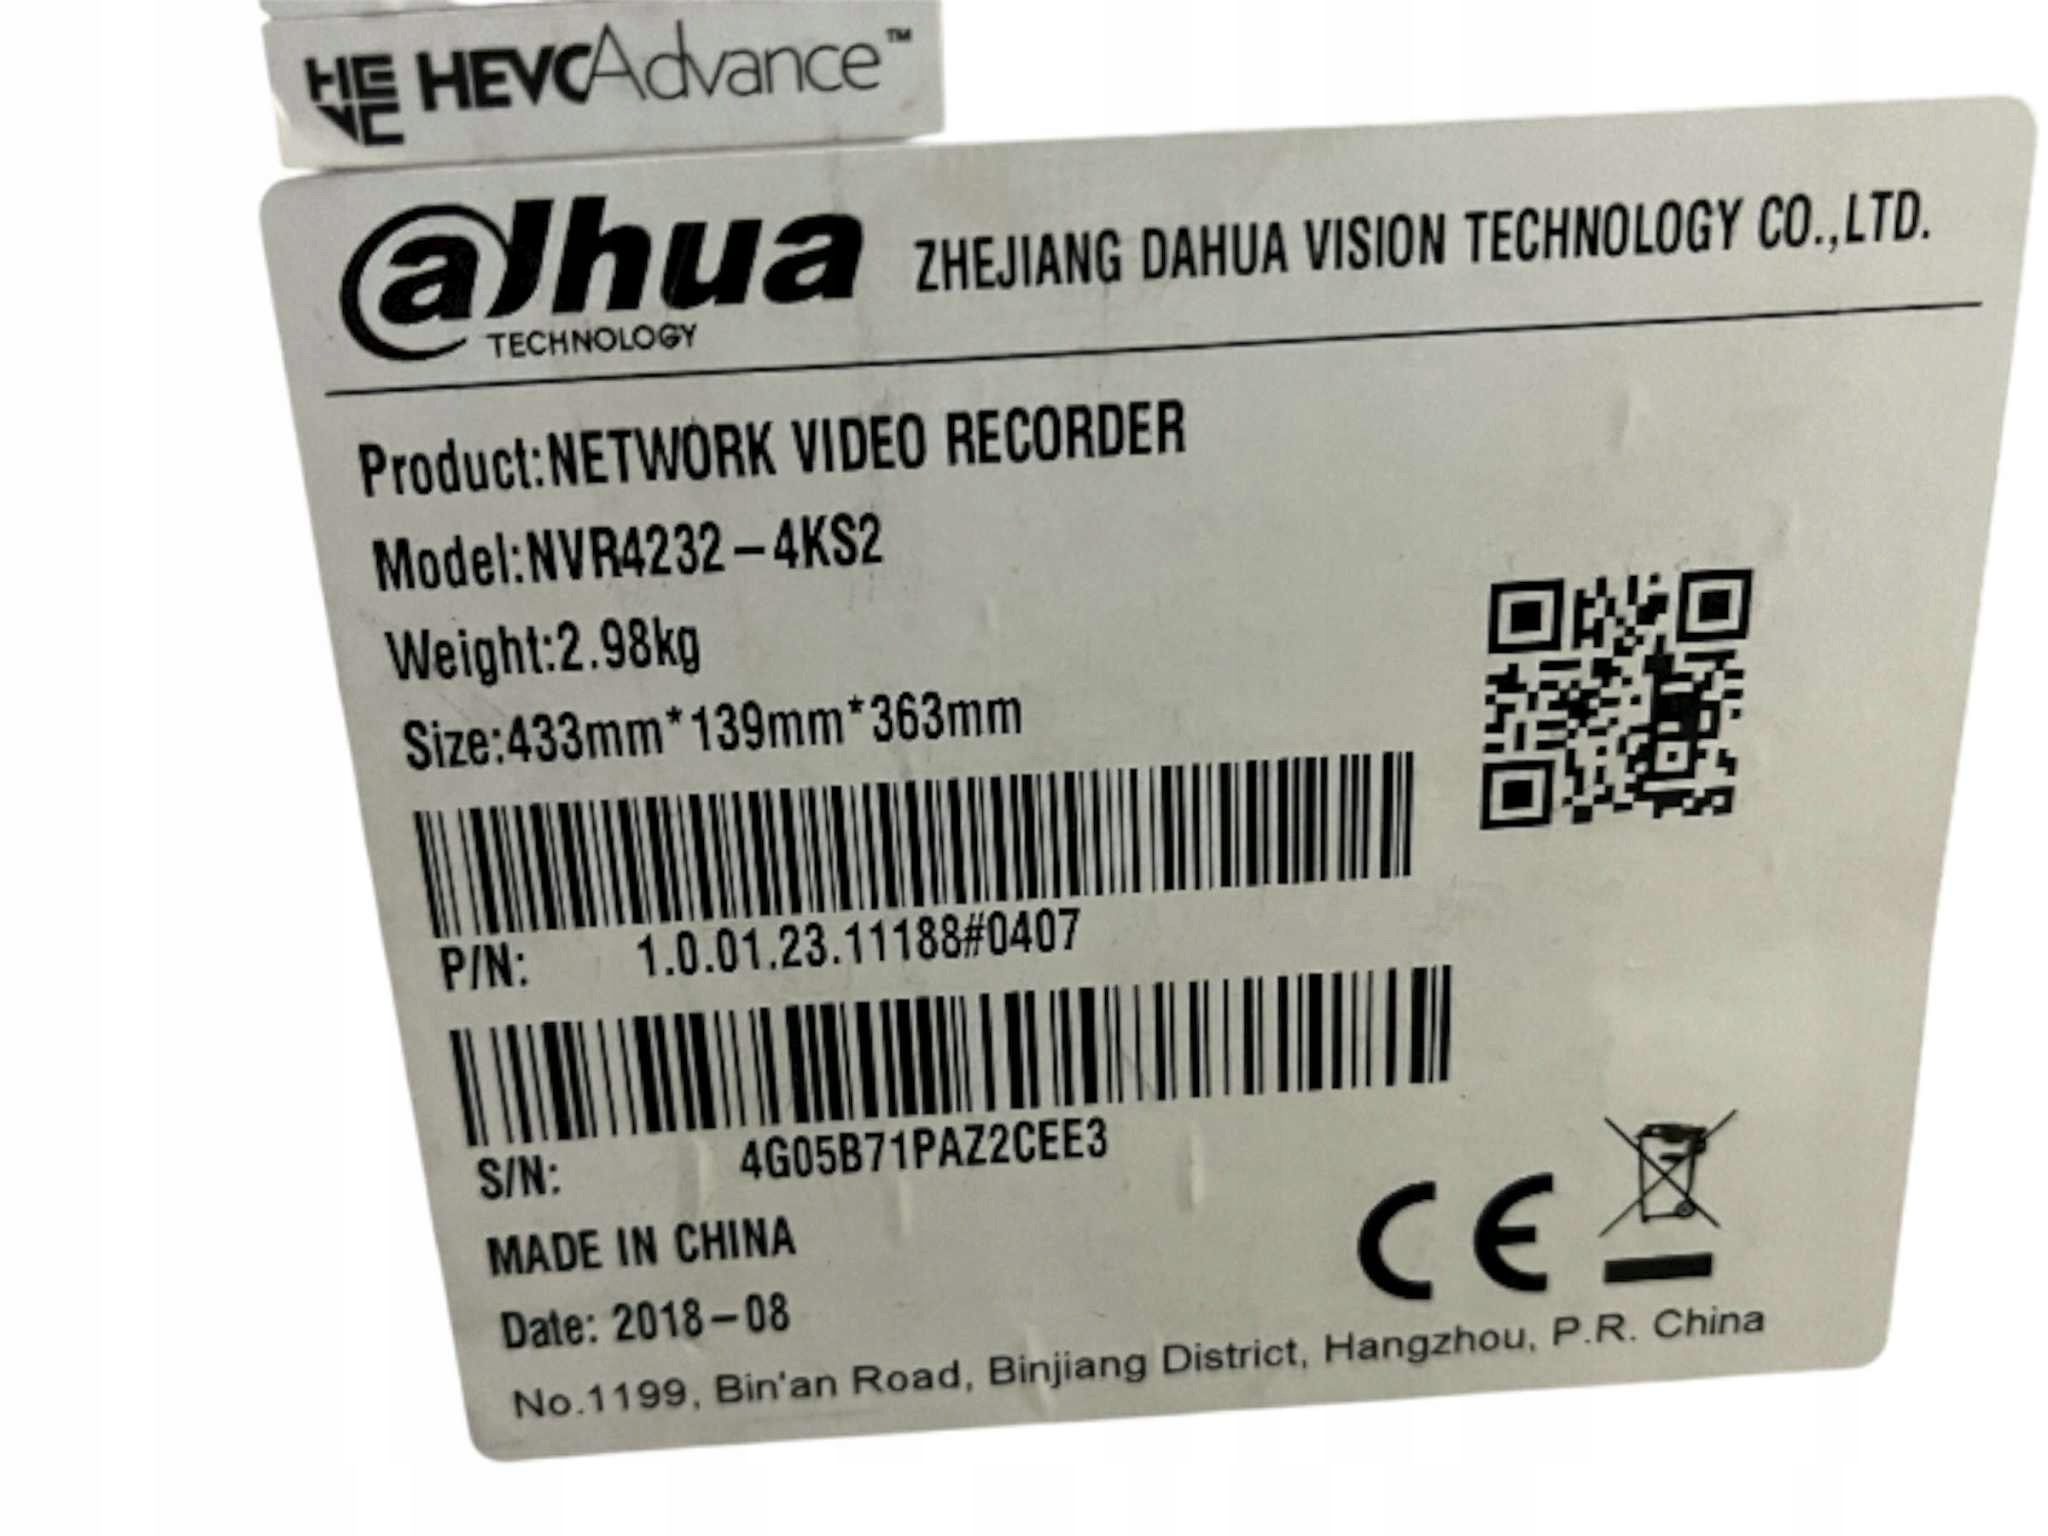 HEVC HEVCAdvance™
alhua ZHEJIANG DAHUA VISION TECHNOLOGY CO.,LTD.
TECHNOLOGY
Product:NETWORK VIDEO RECORDER
Model:NVR4232-4KS2
Weight:2.98kg
Size:433mm*139mm*363mm
P/N: 1.0.01.23.11188#0407
S/N: 4G05B71PAZ2CEE3
MADE IN CHINA
CE
Date: 2018-08
No.1199, Bin'an Road, Binjiang District, Hangzhou, P.R. China